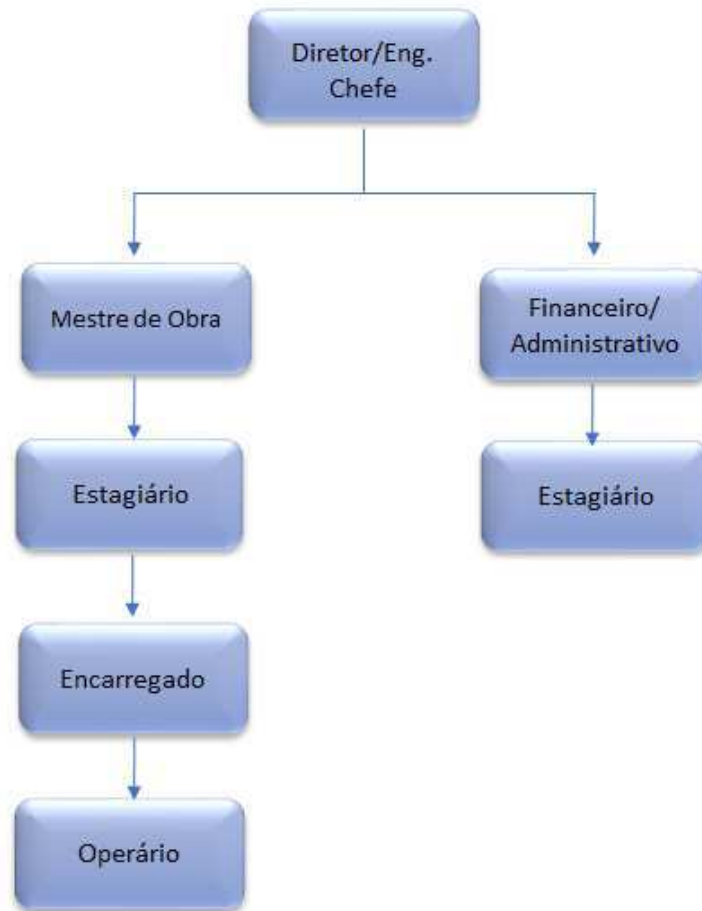 Diretor/Eng.
Chefe
Mestre de Obra
Financeiro/
Administrativo
Estagiário
Estagiário
Encarregado
Operário